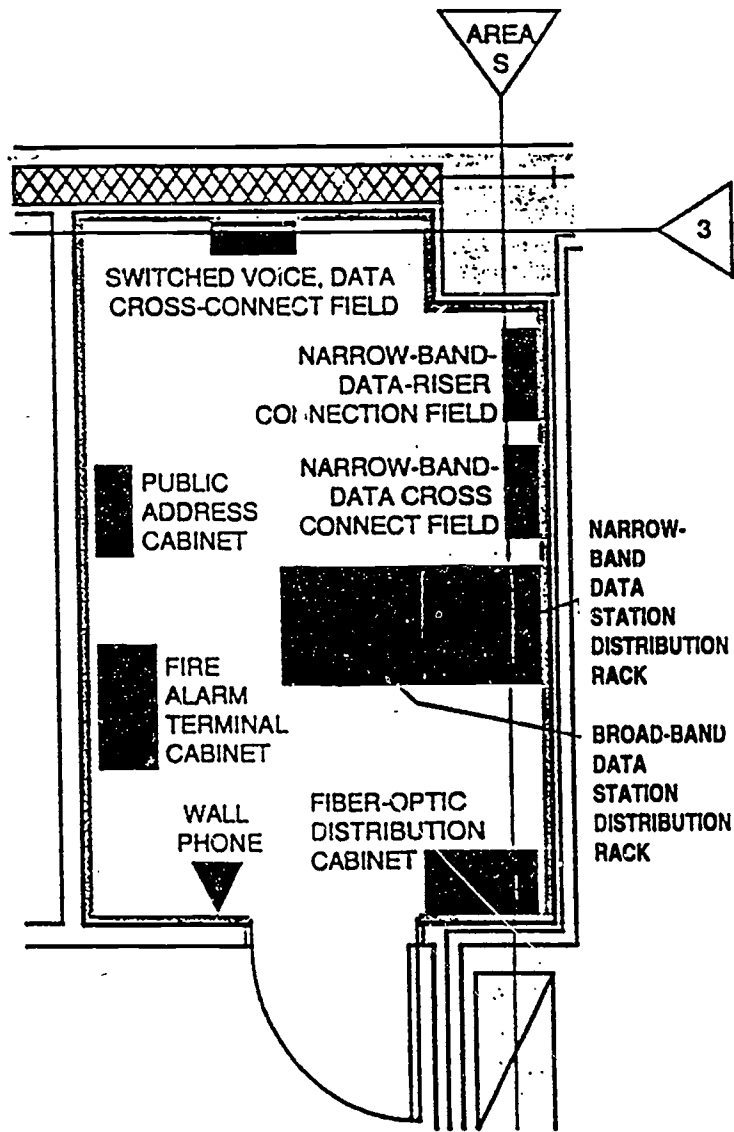 AREA
S
3
SWITCHED VOICE, DATA
CROSS-CONNECT FIELD
NARROW-BAND-
DATA-RISER
CONNECTION FIELD
NARROW-BAND-
DATA CROSS
CONNECT FIELD
PUBLIC
ADDRESS
CABINET
NARROW-
BAND
DATA
STATION
DISTRIBUTION
RACK
FIRE
ALARM
TERMINAL
CABINET
BROAD-BAND
DATA
STATION
DISTRIBUTION
RACK
WALL
PHONE
FIBER-OPTIC
DISTRIBUTION
CABINET